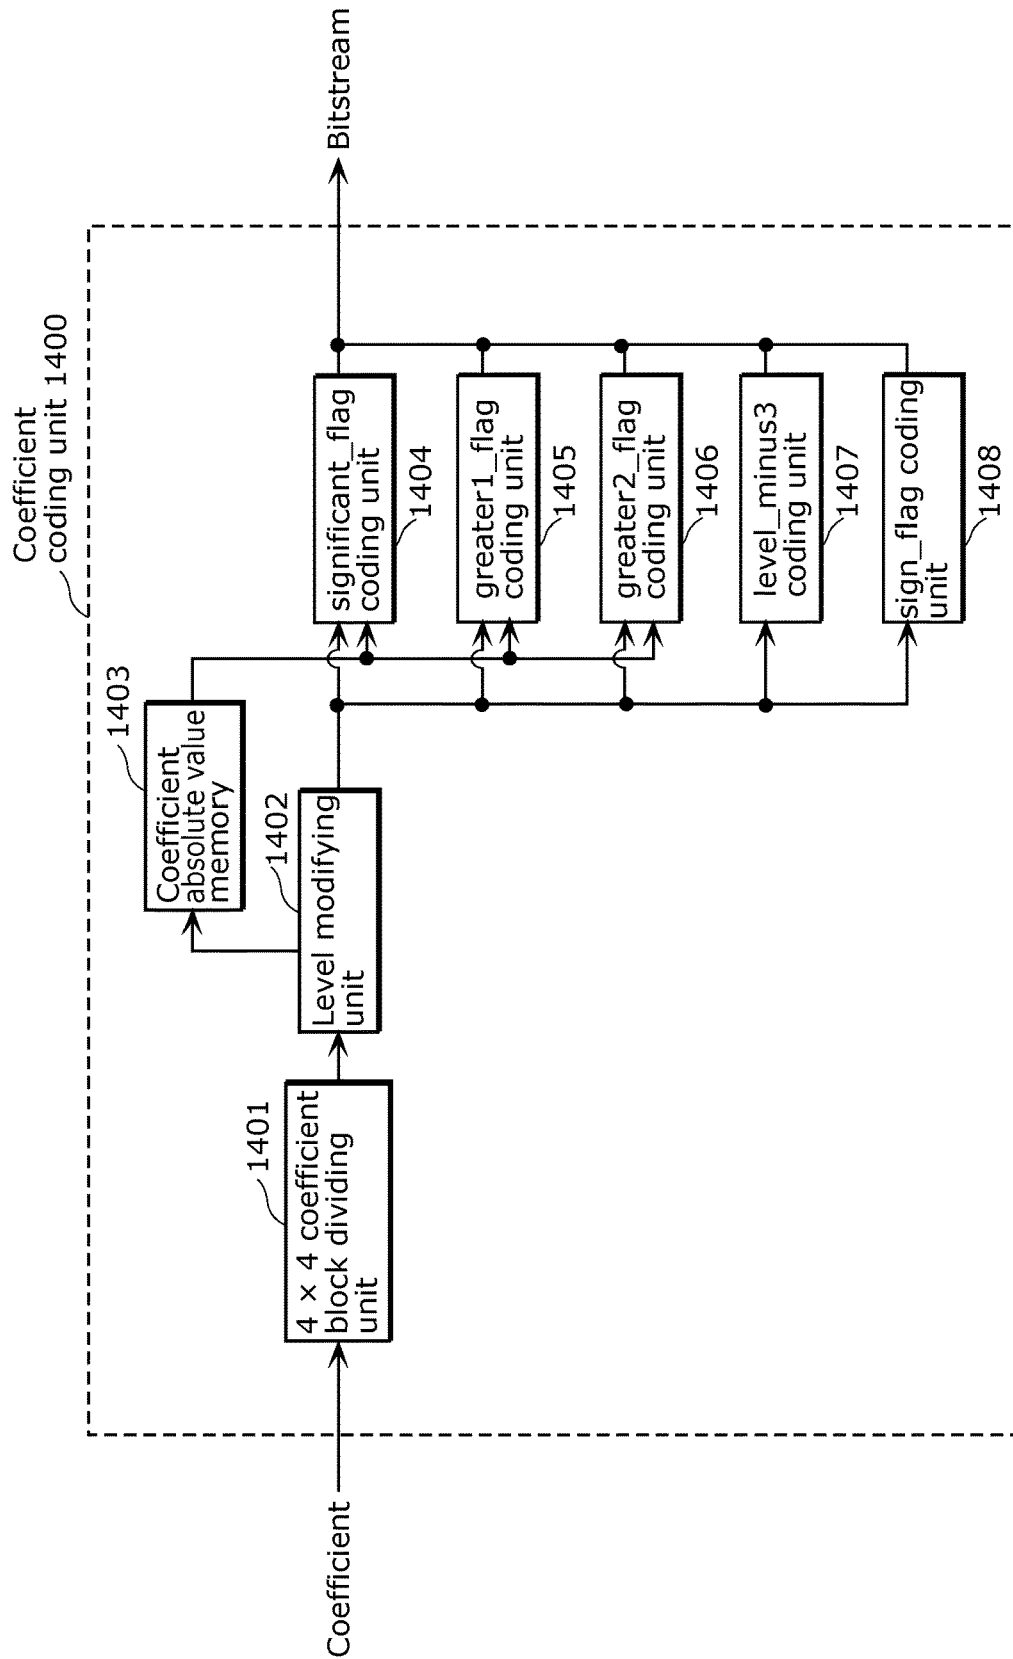 Coefficient
coding unit 1400
Coefficient
1401
4 × 4 coefficient
block dividing
unit
1402
Level modifying
unit
1403
Coefficient
absolute value
memory
significant_flag
coding unit
1404
greater1_flag
coding unit
1405
greater2_flag
coding unit
1406
level_minus3
coding unit
1407
sign_flag coding
unit
1408
Bitstream